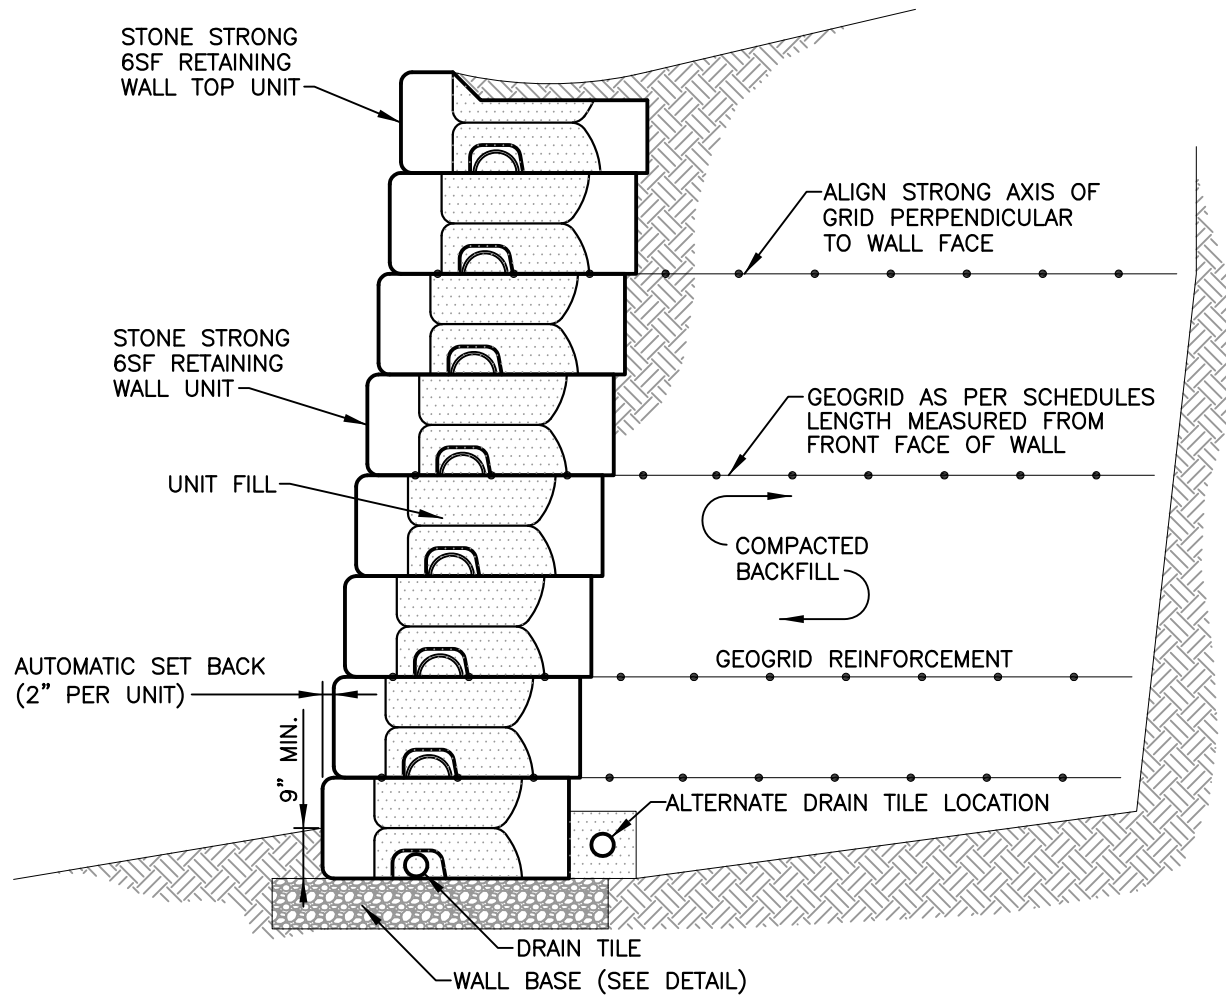 STONE STRONG
6SF RETAINING
WALL TOP UNIT
ALIGN STRONG AXIS OF
GRID PERPENDICULAR
TO WALL FACE
STONE STRONG
6SF RETAINING
WALL UNIT
GEOGRID AS PER SCHEDULES
LENGTH MEASURED FROM
FRONT FACE OF WALL
UNIT FILL
COMPACTED
BACKFILL
AUTOMATIC SET BACK
(2” PER UNIT)
GEOGRID REINFORCEMENT
9” MIN.
ALTERNATE DRAIN TILE LOCATION
DRAIN TILE
WALL BASE (SEE DETAIL)